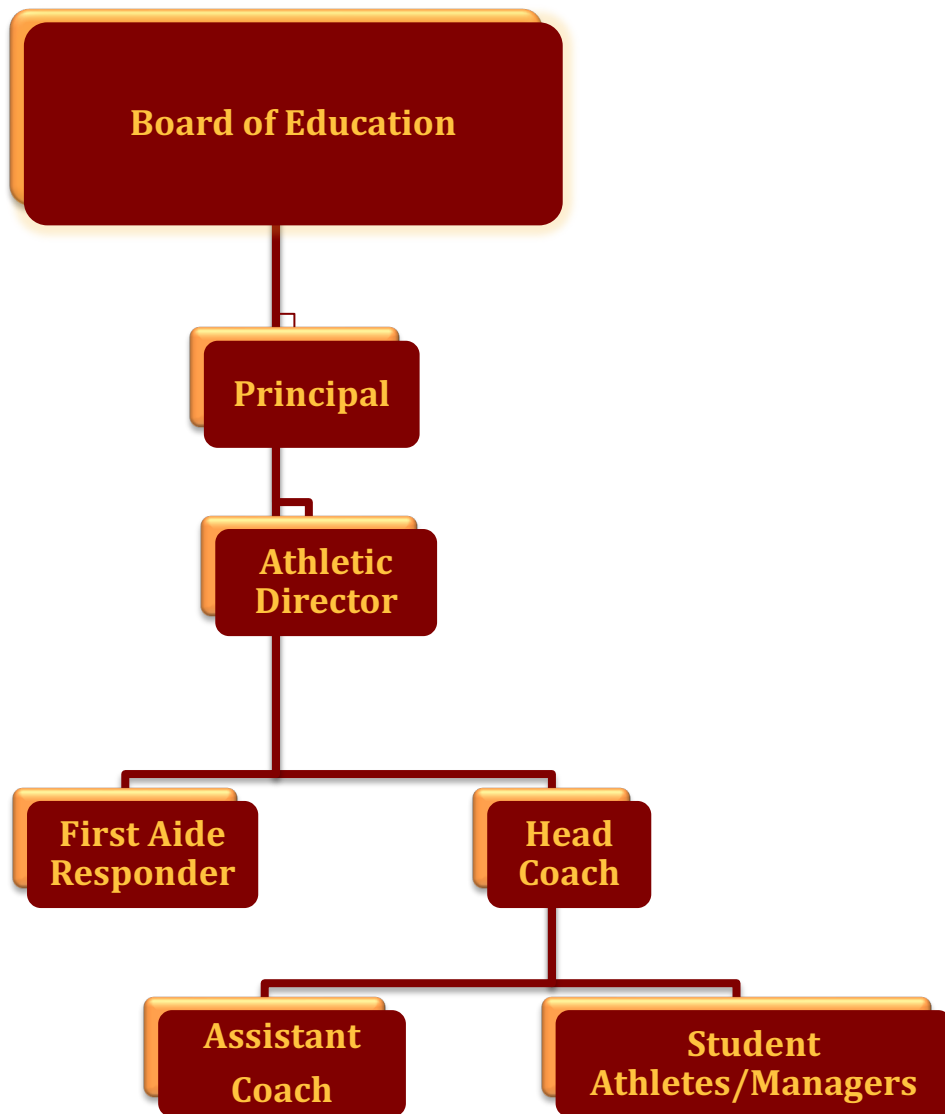 Board of Education
Principal
Athletic
Director
First Aide
Responder
Head
Coach
Assistant
Coach
Student
Athletes/Managers